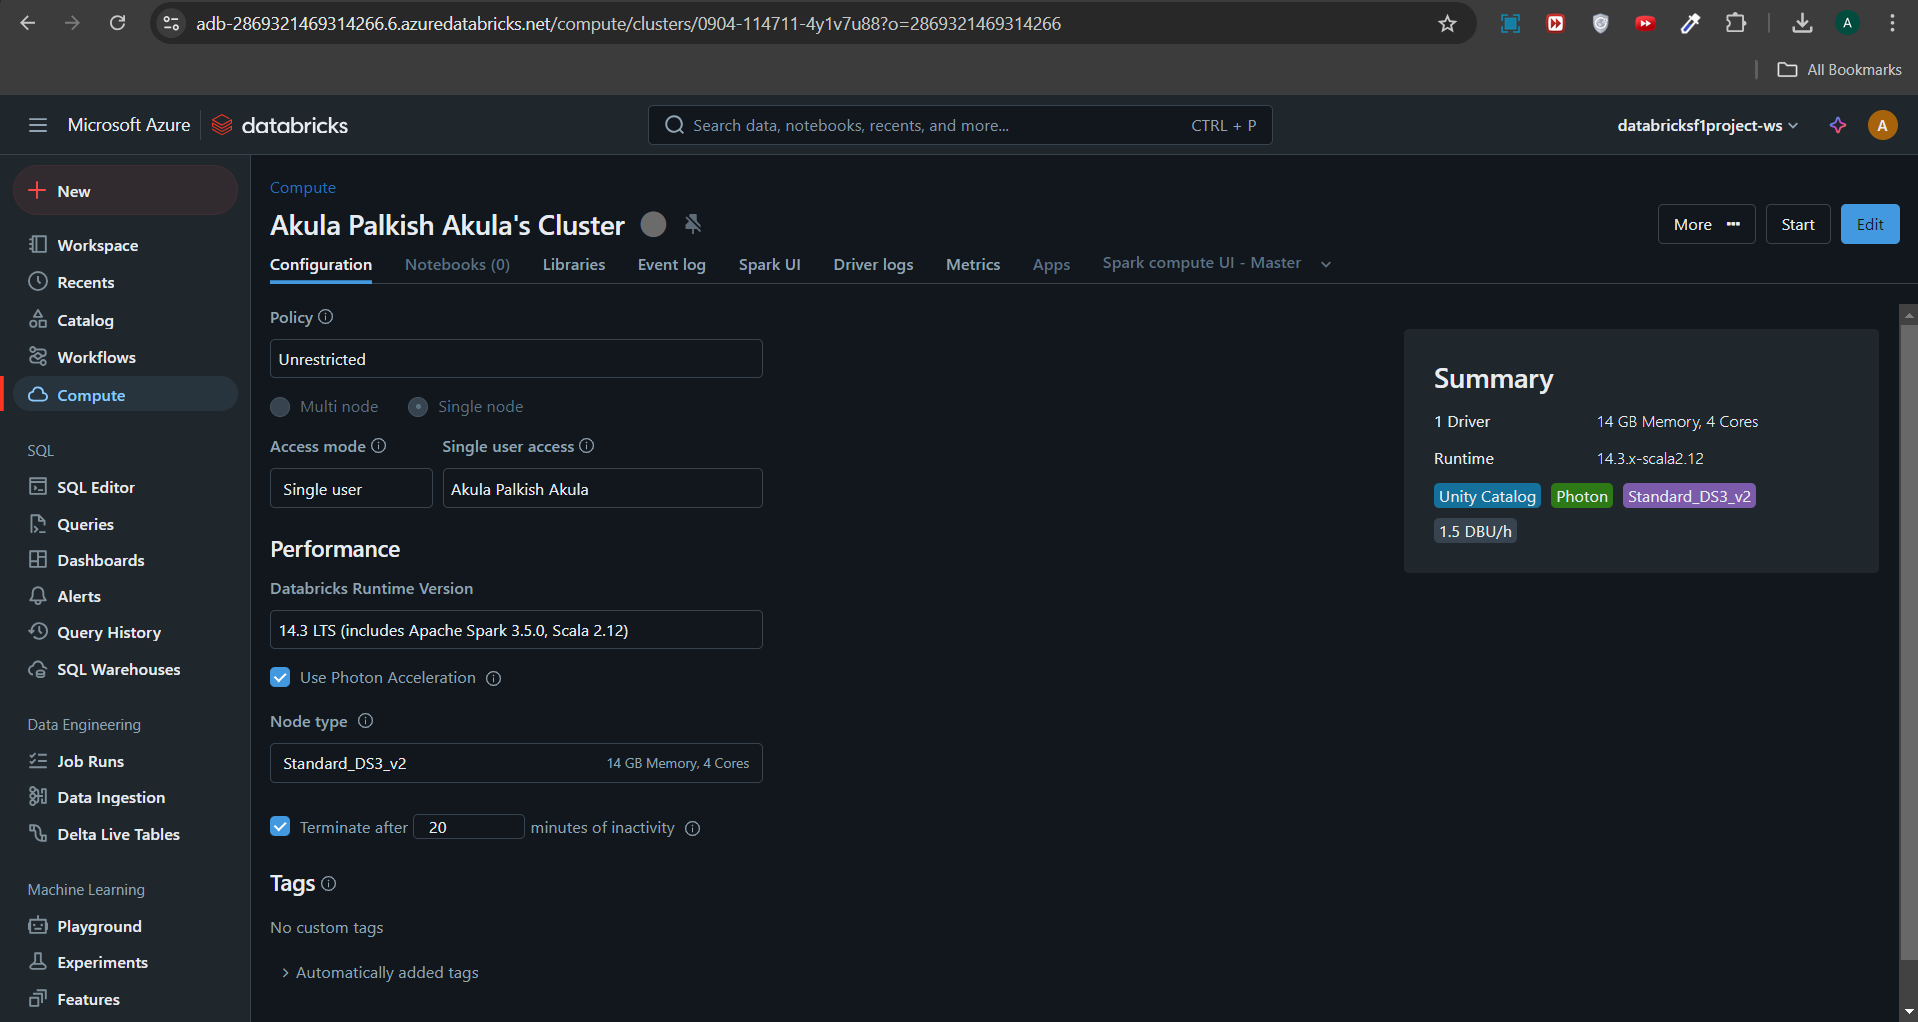 adb-2869321469314266.6.azuredatabricks.net/compute/clusters/0904-114711-4y1v7u88?o=2869321469314266
A
All Bookmarks
Microsoft Azure
databricks
Search data, notebooks, recents, and more...
CTRL + P
databricksf1project-ws
A
New
Workspace
Recents
Catalog
Workflows
Compute
SQL
SQL Editor
Queries
Dashboards
Alerts
Query History
SQL Warehouses
Data Engineering
Job Runs
Data Ingestion
Delta Live Tables
Machine Learning
Playground
Experiments
Features
Compute
Akula Palkish Akula's Cluster
More
Start
Edit
Configuration
Notebooks (0)
Libraries
Event log
Spark UI
Driver logs
Metrics
Apps
Spark compute UI - Master
Policy
Unrestricted
Multi node
Single node
Access mode
Single user access
Single user
Akula Palkish Akula
Performance
Databricks Runtime Version
14.3 LTS (includes Apache Spark 3.5.0, Scala 2.12)
Use Photon Acceleration
Node type
Standard_DS3_v2
14 GB Memory, 4 Cores
Terminate after 20 minutes of inactivity
Tags
No custom tags
Automatically added tags
Summary
1 Driver
14 GB Memory, 4 Cores
Runtime
14.3.x-scala2.12
Unity Catalog
Photon
Standard_DS3_v2
1.5 DBU/h